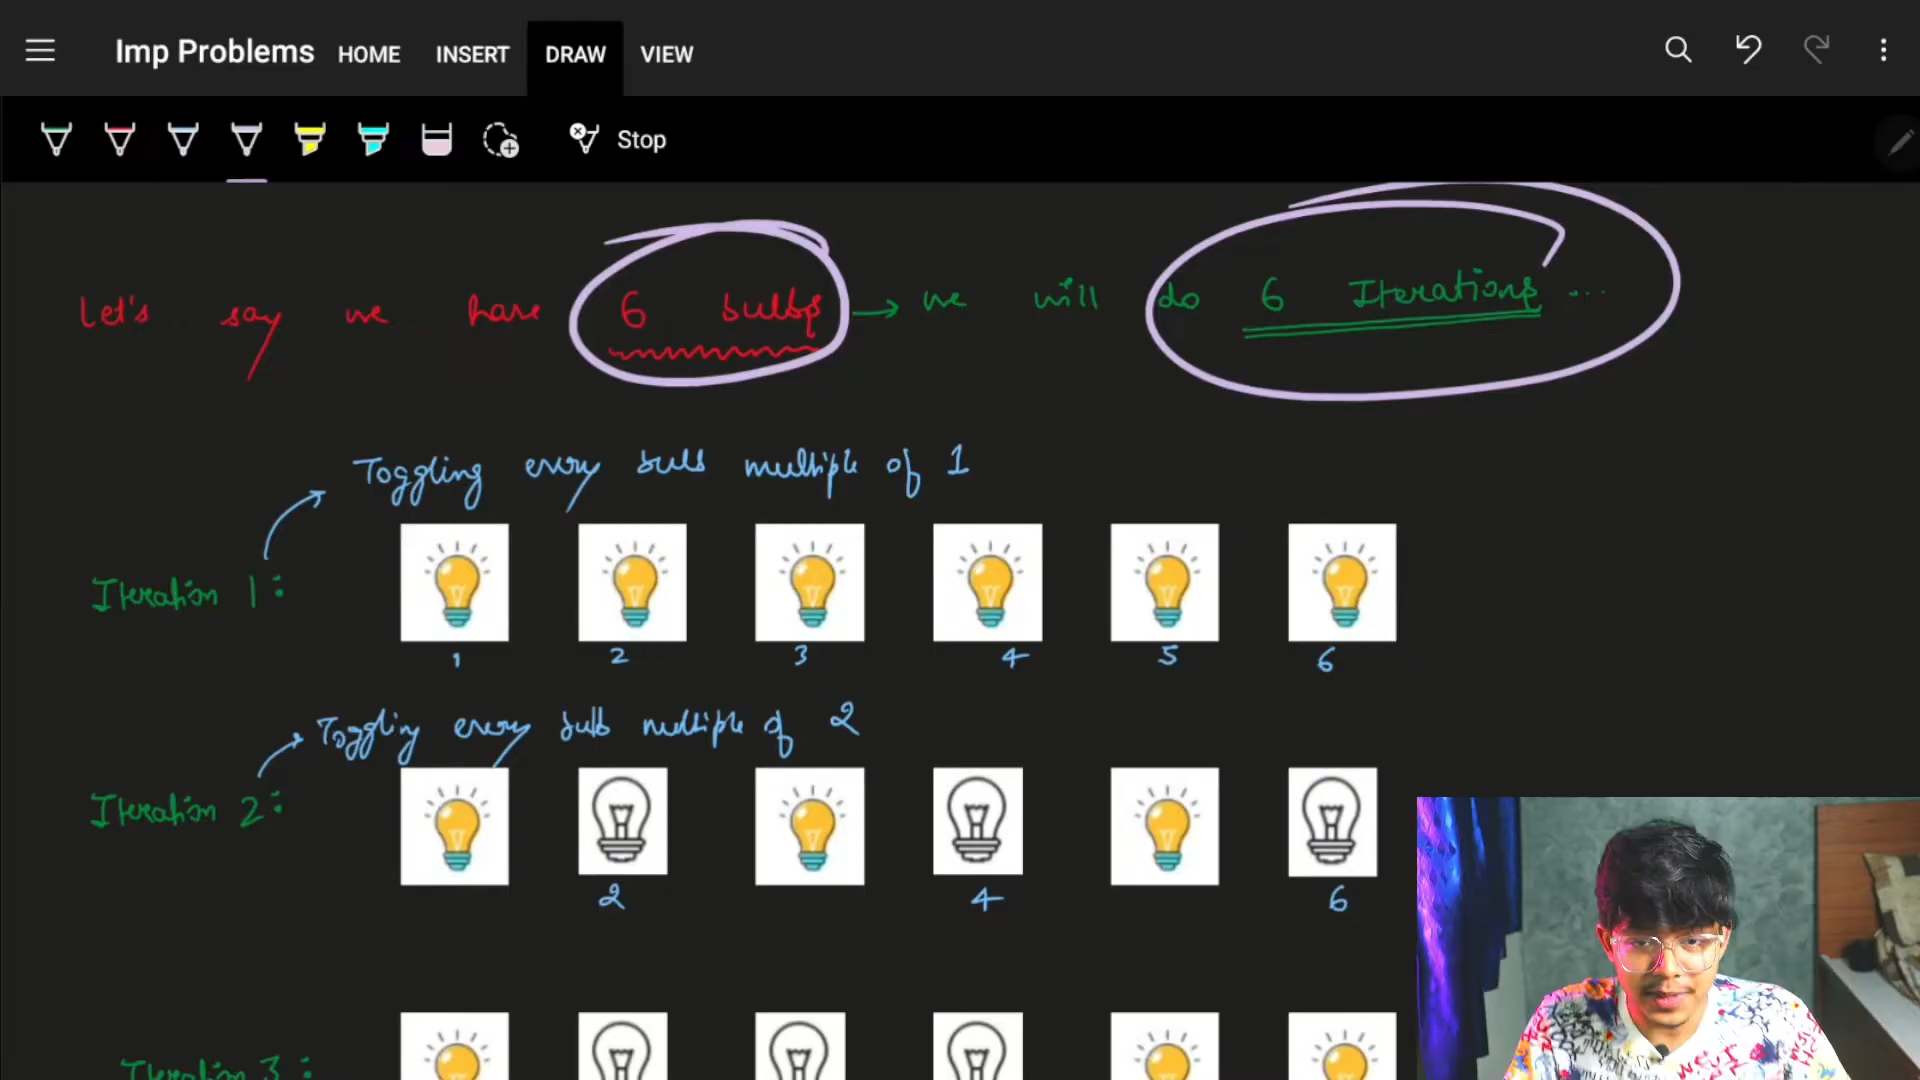 Imp Problems HOME INSERT DRAW VIEW
Stop
Let's say we have 6 bulbs → we will do 6 Iterations ...
Toggling every bulb multiple of 1
Iteration 1:
1 2 3 4 5 6
Toggling every bulb multiple of 2
Iteration 2:
2 4 6
Iteration 3: